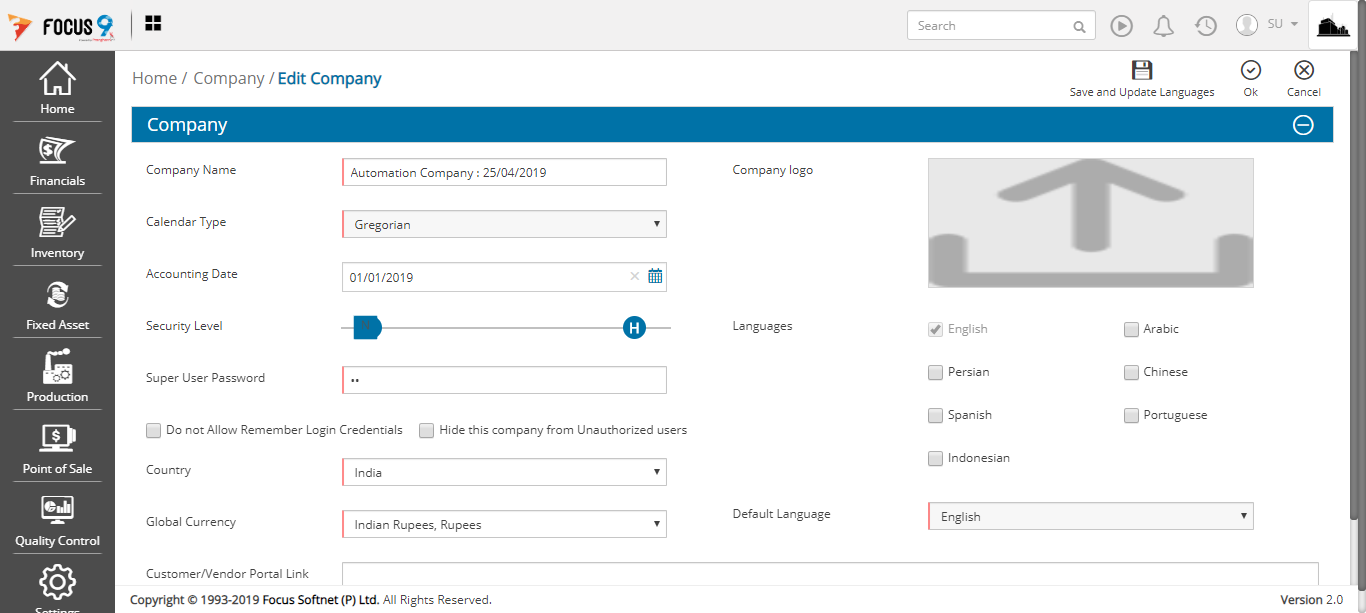 FOCUS 9
Search
SU
Home / Company / Edit Company
Save and Update Languages
Ok
Cancel
Home
Financials
Inventory
Fixed Asset
Production
Point of Sale
Quality Control
Settings
Company
Company Name
Automation Company : 25/04/2019
Calendar Type
Gregorian
Accounting Date
01/01/2019
Security Level
H
Super User Password
••
Do not Allow Remember Login Credentials
Hide this company from Unauthorized users
Country
India
Global Currency
Indian Rupees, Rupees
Customer/Vendor Portal Link
Company logo
Languages
English
Arabic
Persian
Chinese
Spanish
Portuguese
Indonesian
Default Language
English
Copyright © 1993-2019 Focus Softnet (P) Ltd. All Rights Reserved.
Version 2.0